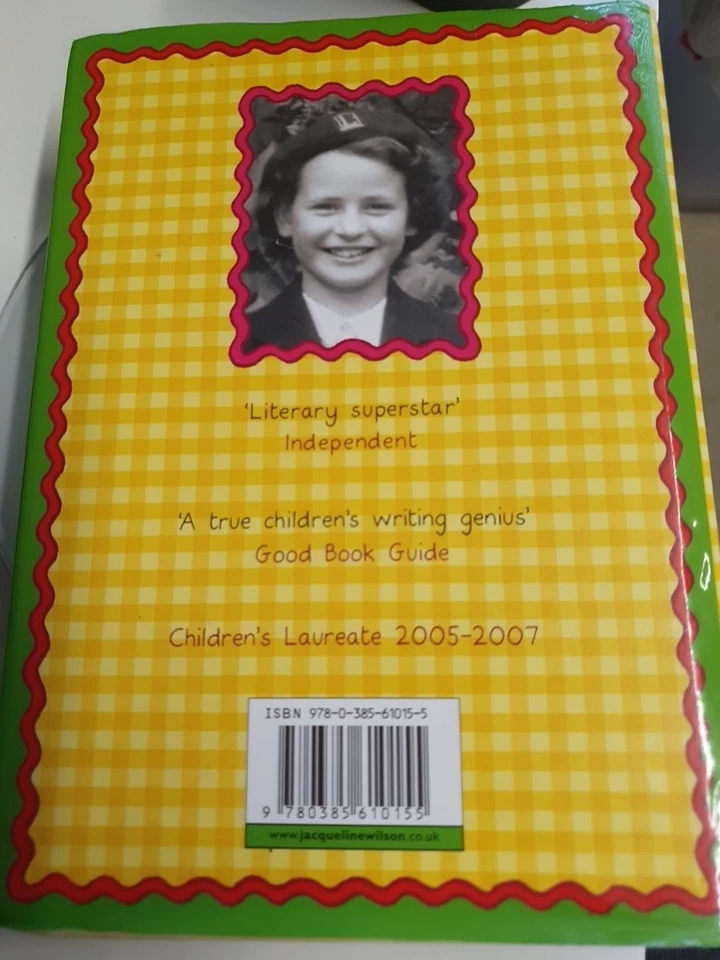 L
'Literary superstar'
Independent
'A true children's writing genius'
Good Book Guide
Children's Laureate 2005-2007
ISBN 978-0-385-61015-5
9 780385 610155
www.jacquelinewilson.co.uk